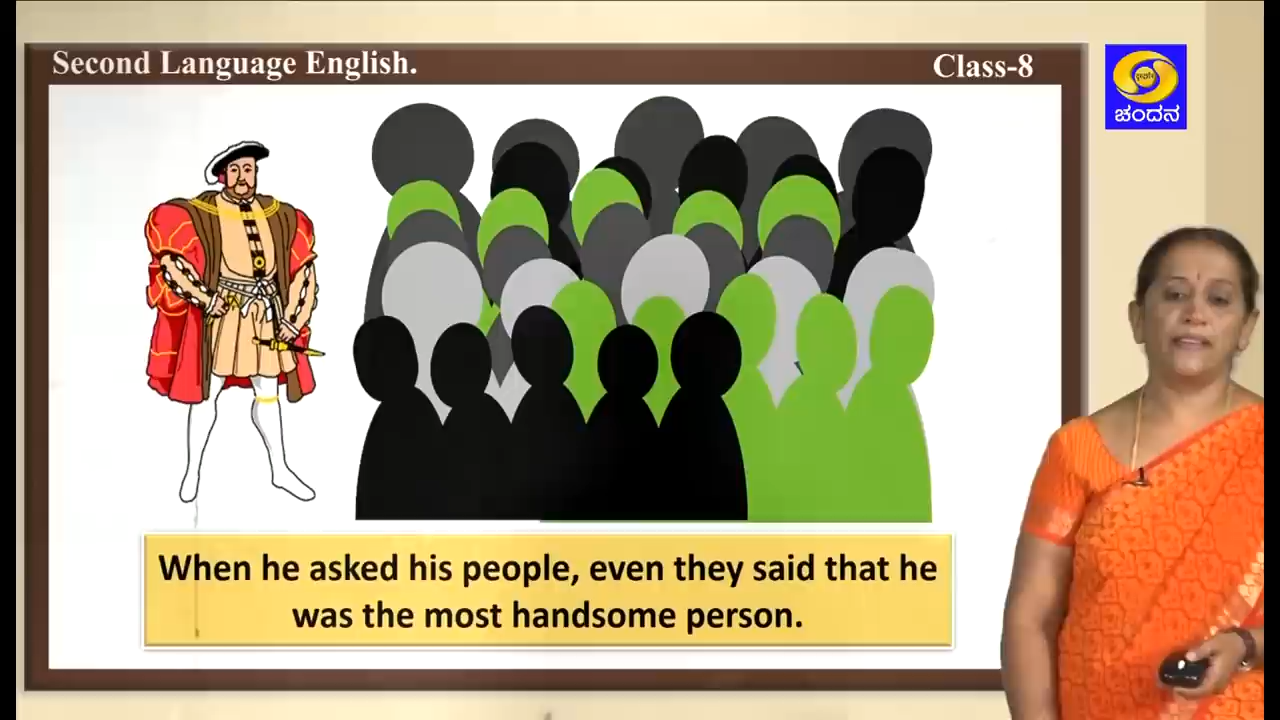 Second Language English.
Class-8
ಚಂದನ
When he asked his people, even they said that he
was the most handsome person.